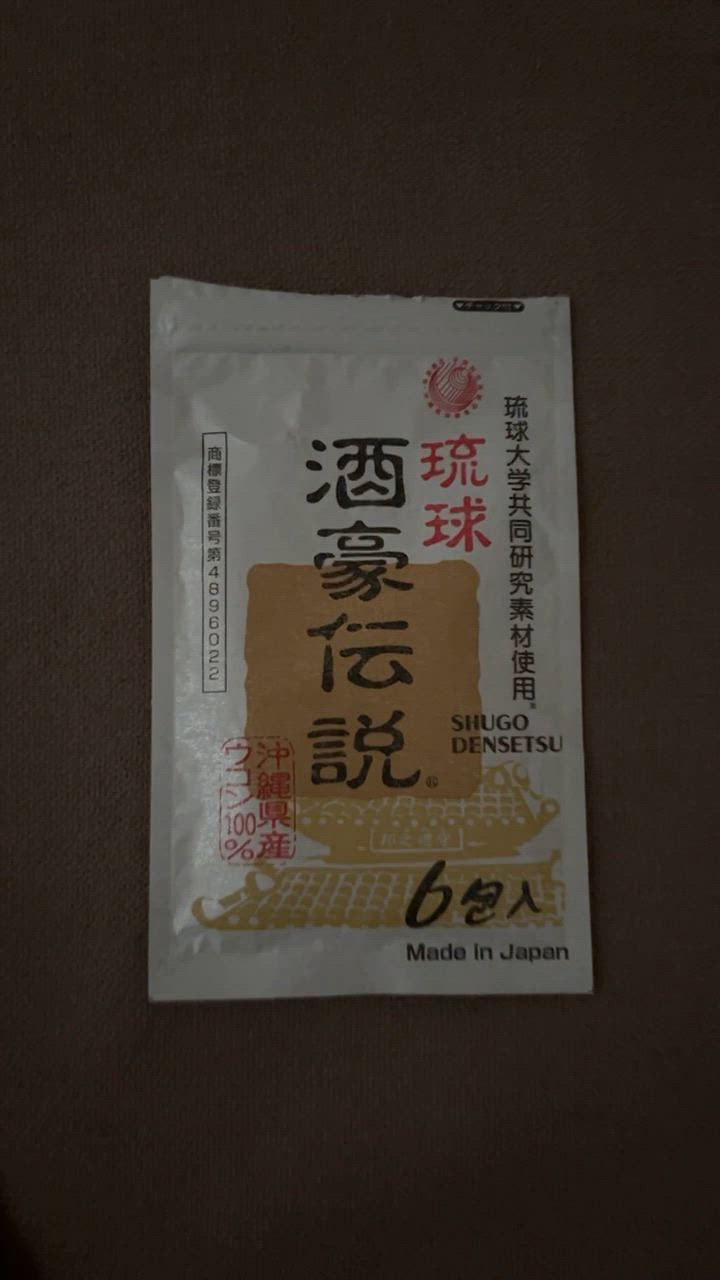 チャック付
琉球大学共同研究素材使用※
琉球
酒豪伝説®
商標登録番号第4896022
SHUGO
DENSETSU
沖縄県産
ウコン100%
6包入
Made in Japan